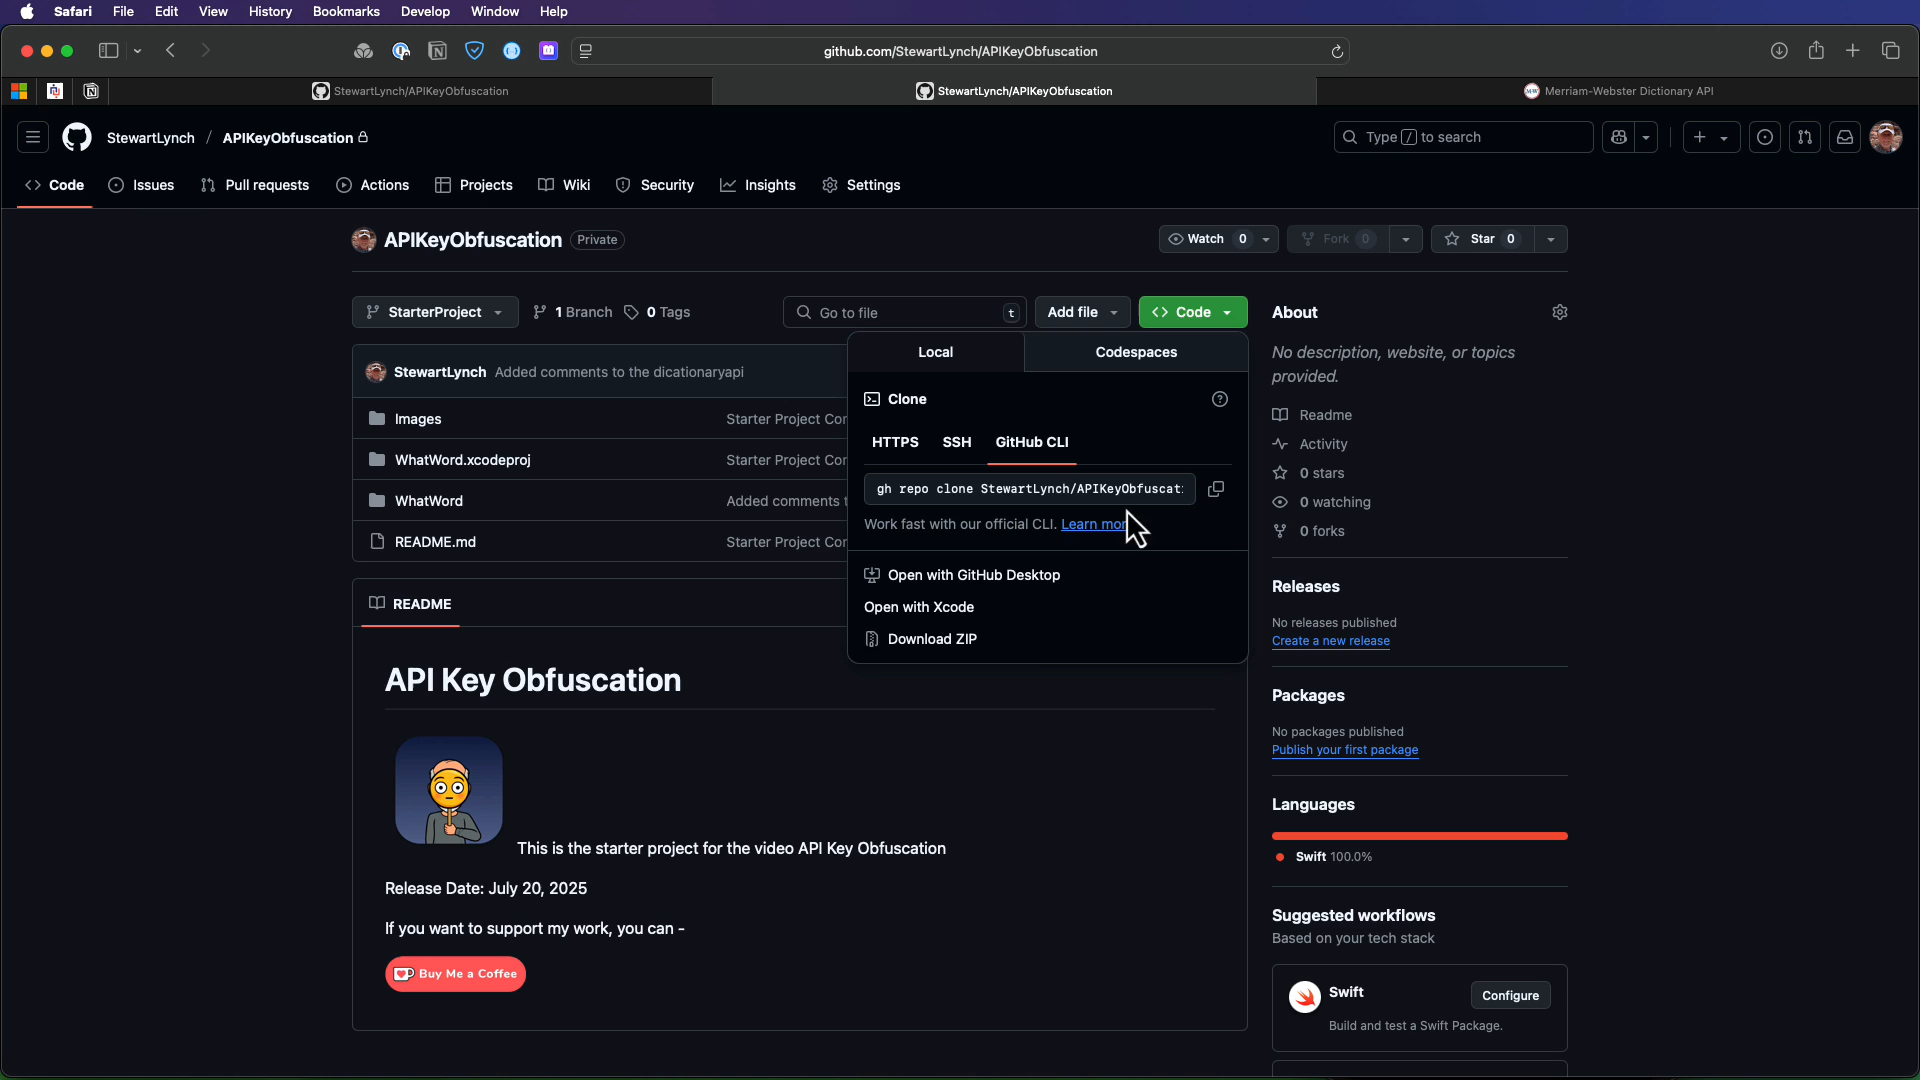 Safari File Edit View History Bookmarks Develop Window Help
github.com/StewartLynch/APIKeyObfuscation
StewartLynch/APIKeyObfuscation
StewartLynch/APIKeyObfuscation
Merriam-Webster Dictionary API
StewartLynch / APIKeyObfuscation
Type / to search
Code Issues Pull requests Actions Projects Wiki Security Insights Settings
APIKeyObfuscation Private
Watch 0 Fork 0 Star 0
StarterProject 1 Branch 0 Tags
Go to file t
Add file
Code
Local Codespaces
Clone
HTTPS SSH GitHub CLI
gh repo clone StewartLynch/APIKeyObfuscat
Work fast with our official CLI. Learn mor
Open with GitHub Desktop
Open with Xcode
Download ZIP
StewartLynch Added comments to the dicationaryapi
Images Starter Project Cor
WhatWord.xcodeproj Starter Project Cor
WhatWord Added comments t
README.md Starter Project Cor
README
API Key Obfuscation
This is the starter project for the video API Key Obfuscation
Release Date: July 20, 2025
If you want to support my work, you can -
Buy Me a Coffee
About
No description, website, or topics
provided.
Readme
Activity
0 stars
0 watching
0 forks
Releases
No releases published
Create a new release
Packages
No packages published
Publish your first package
Languages
Swift 100.0%
Suggested workflows
Based on your tech stack
Swift
Configure
Build and test a Swift Package.